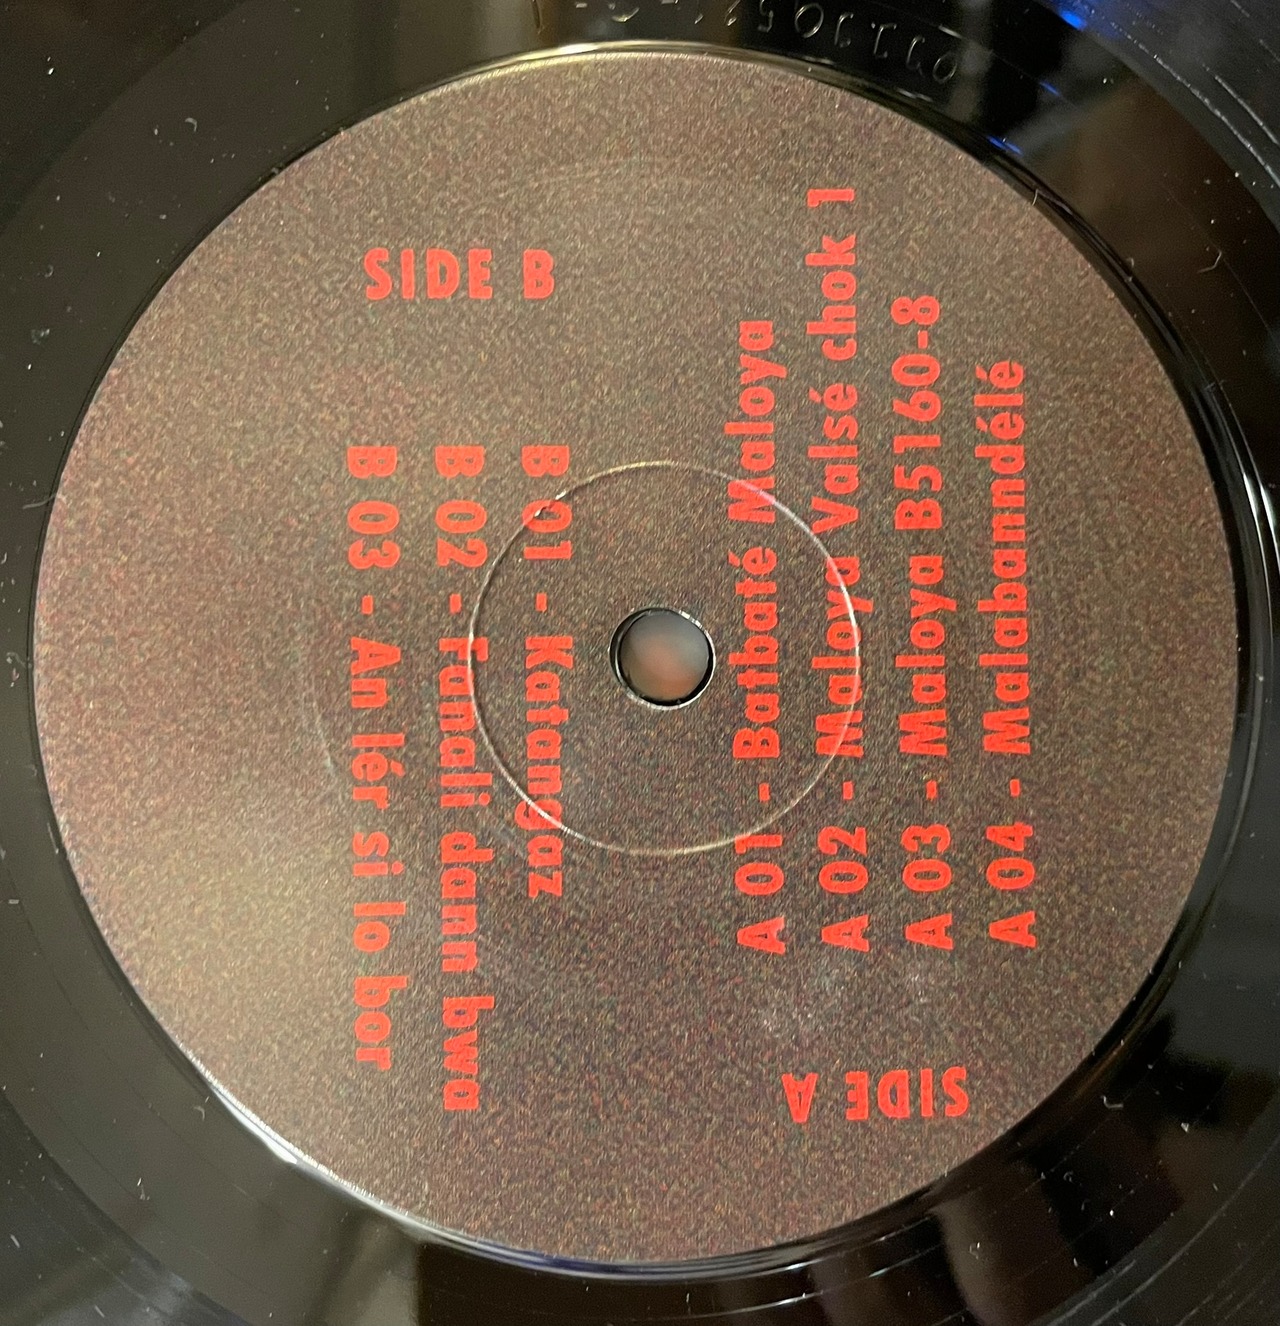 SIDE A
A 01 - Batbaté Maloya
A 02 - Maloya Valsé chok 1
A 03 - Maloya B5160-8
A 04 - Malabanndélé
SIDE B
B 01 - Katangaz
B 02 - Fanali dann bwa
B 03 - An lér si lo bor